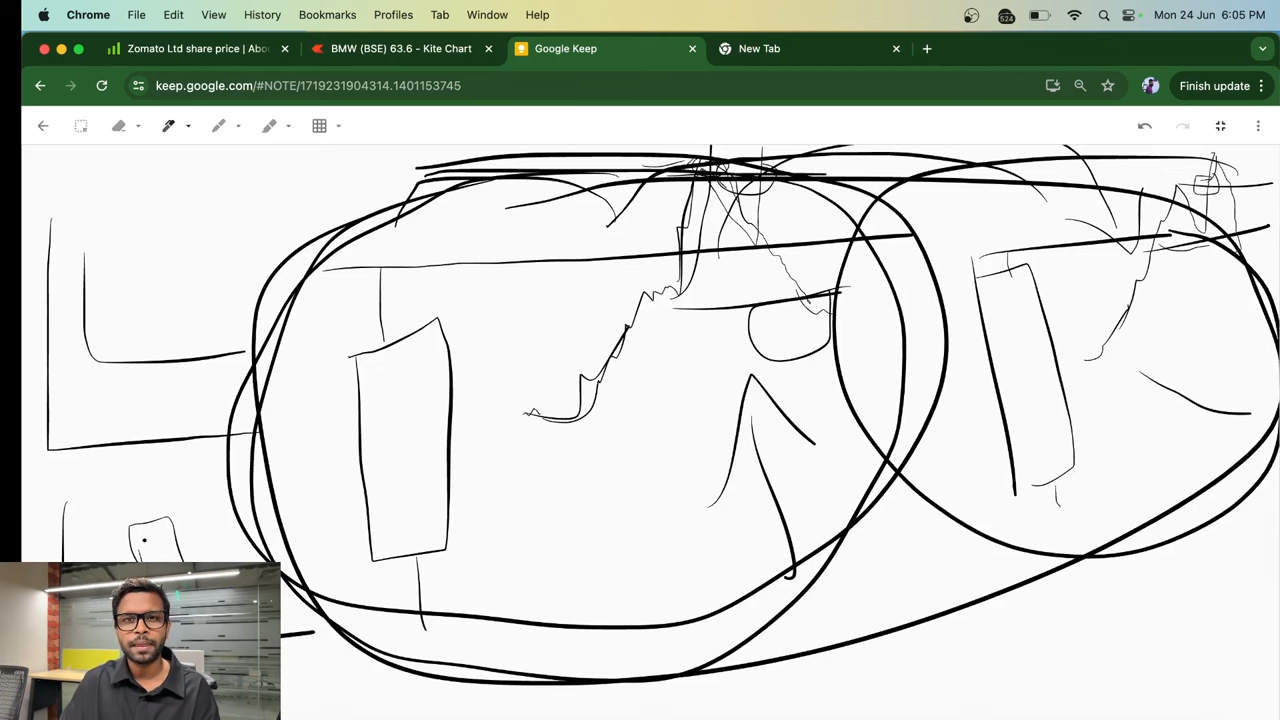 Chrome File Edit View History Bookmarks Profiles Tab Window Help 524 Mon 24 Jun 6:05 PM
Zomato Ltd share price | Abou BMW (BSE) 63.6 - Kite Chart Google Keep New Tab
keep.google.com/#NOTE/1719231904314.1401153745 Finish update